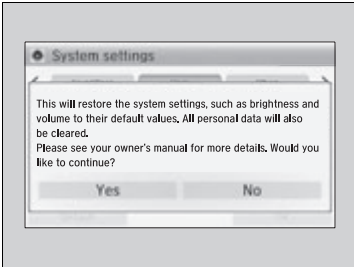 System settings
This will restore the system settings, such as brightness and
volume to their default values. All personal data will also
be cleared.
Please see your owner's manual for more details. Would you
like to continue?
Yes
No